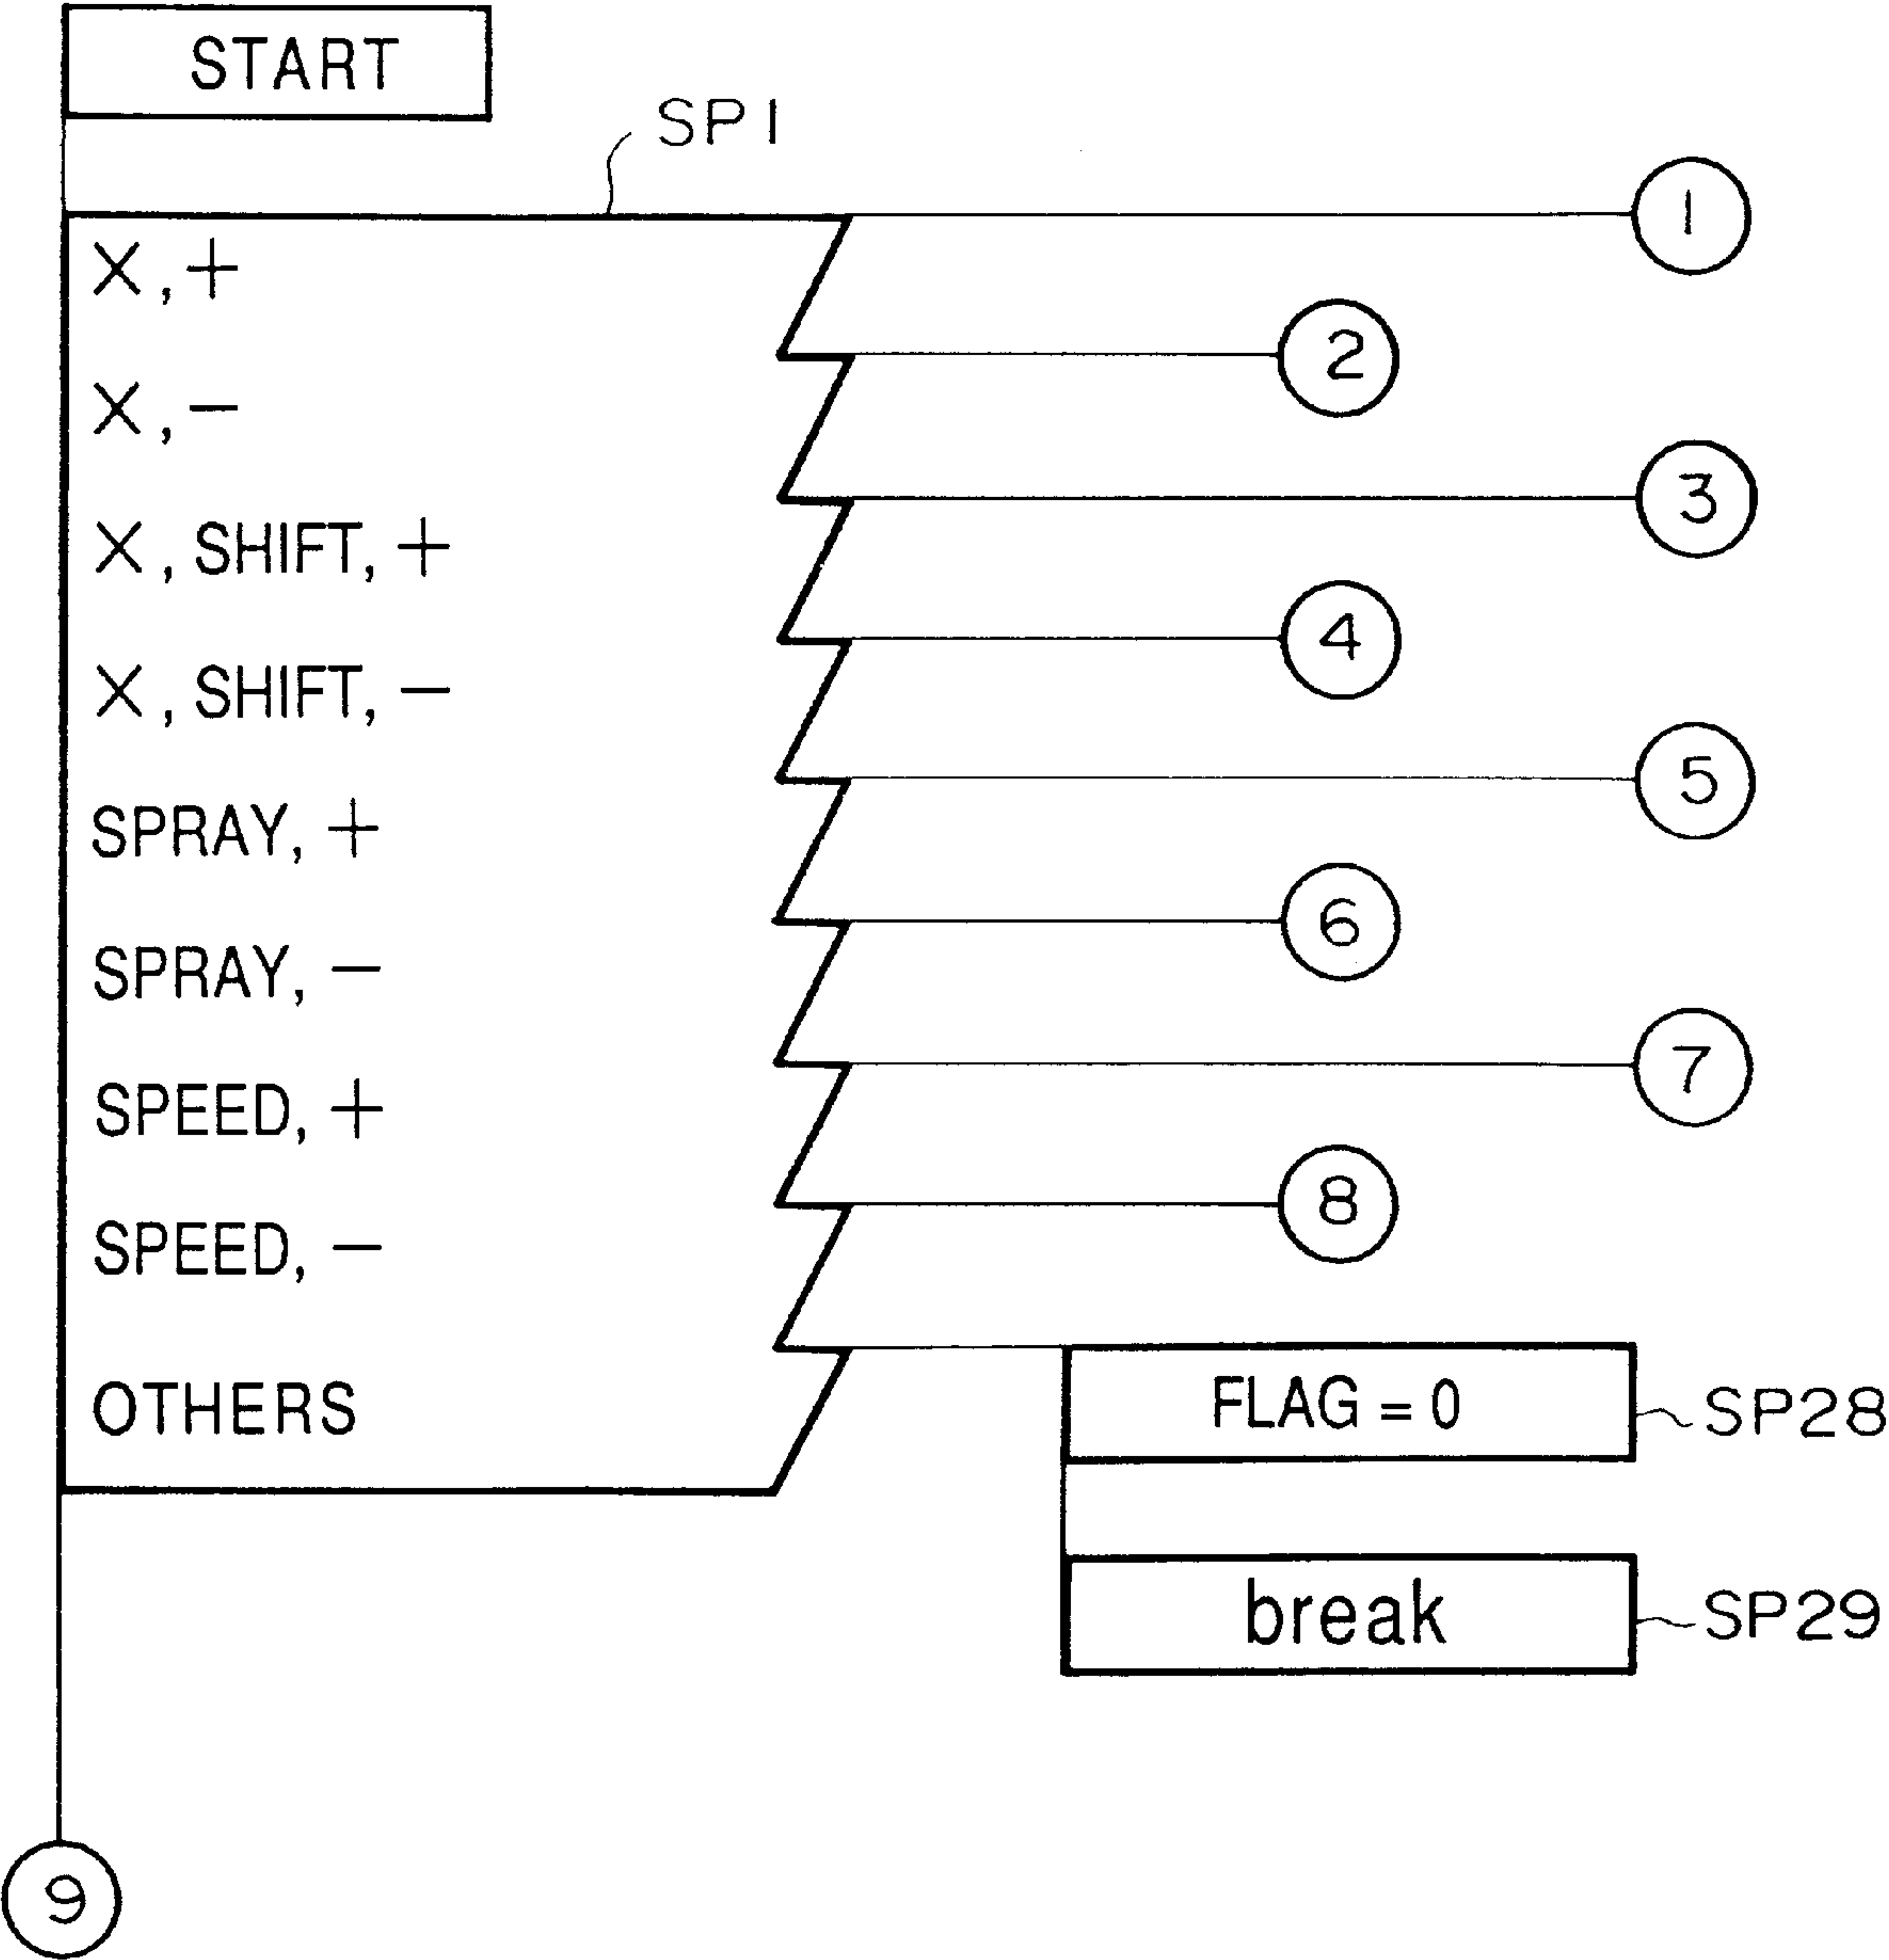 START
SP1
1
X,+
2
X,-
3
X, SHIFT, +
4
X, SHIFT, -
5
SPRAY, +
6
SPRAY, -
7
SPEED, +
8
SPEED, -
OTHERS
FLAG = 0
SP28
break
SP29
9